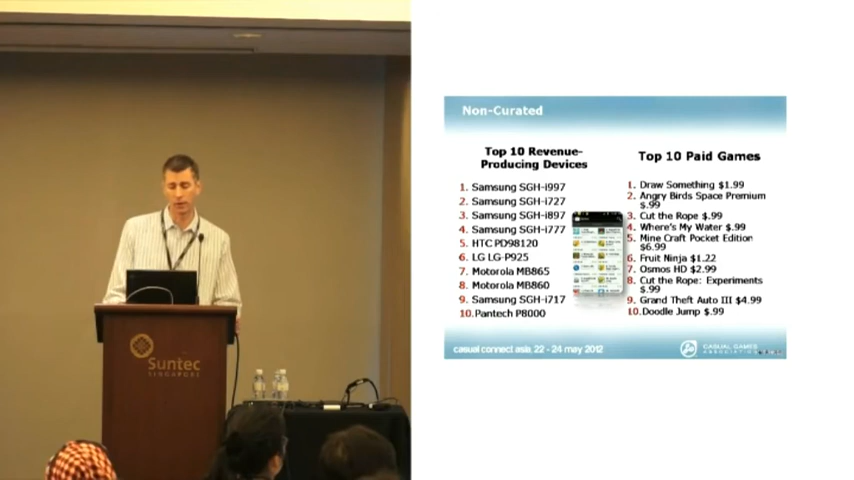 Non-Curated
Top 10 Revenue-
Producing Devices
1. Samsung SGH-i997
2. Samsung SGH-i727
3. Samsung SGH-i897
4. Samsung SGH-i777
5. HTC PD98120
6. LG LG-P925
7. Motorola MB865
8. Motorola MB860
9. Samsung SGH-i717
10. Pantech P8000
Top 10 Paid Games
1. Draw Something $1.99
2. Angry Birds Space Premium
$.99
3. Cut the Rope $.99
4. Where's My Water $.99
5. Mine Craft Pocket Edition
$6.99
6. Fruit Ninja $1.22
7. Osmos HD $2.99
8. Cut the Rope: Experiments
$.99
9. Grand Theft Auto III $4.99
10. Doodle Jump $.99
casual connect asia, 22 - 24 may 2012
CASUAL GAMES
ASSOCIATION
Suntec
SINGAPORE